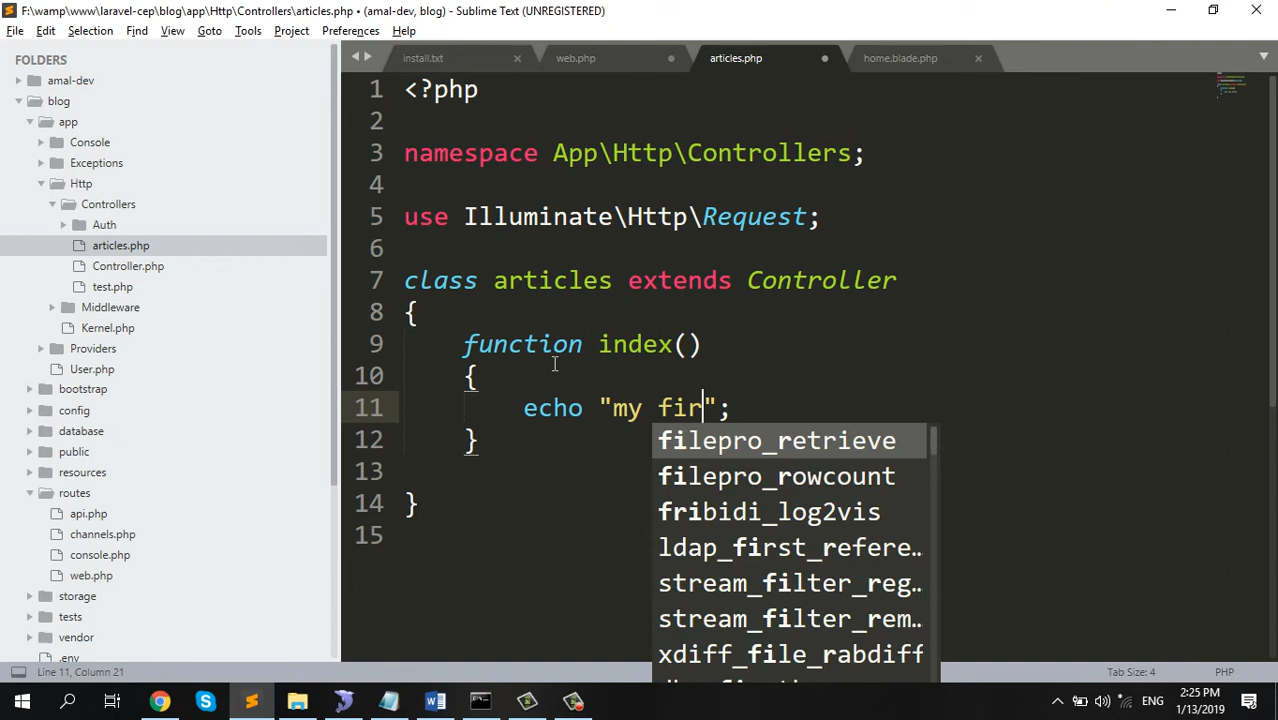 F:\wamp\www\laravel-cep\blog\app\Http\Controllers\articles.php • (amal-dev, blog) - Sublime Text (UNREGISTERED)
File Edit Selection Find View Goto Tools Project Preferences Help
FOLDERS
amal-dev
blog
app
Console
Exceptions
Http
Controllers
Auth
articles.php
Controller.php
test.php
Middleware
Kernel.php
Providers
User.php
bootstrap
config
database
public
resources
routes
api.php
channels.php
console.php
web.php
storage
tests
vendor
.env
install.txt web.php articles.php home.blade.php
1 <?php
2
3 namespace App\Http\Controllers;
4
5 use Illuminate\Http\Request;
6
7 class articles extends Controller
8 {
9 function index()
10 {
11 echo "my fir";
12 }
13
14 }
15
filepro_retrieve
filepro_rowcount
fribidi_log2vis
ldap_first_refere…
stream_filter_reg…
stream_filter_rem…
xdiff_file_rabdiff
Line 11, Column 21
Tab Size: 4 PHP
ENG
2:25 PM
1/13/2019